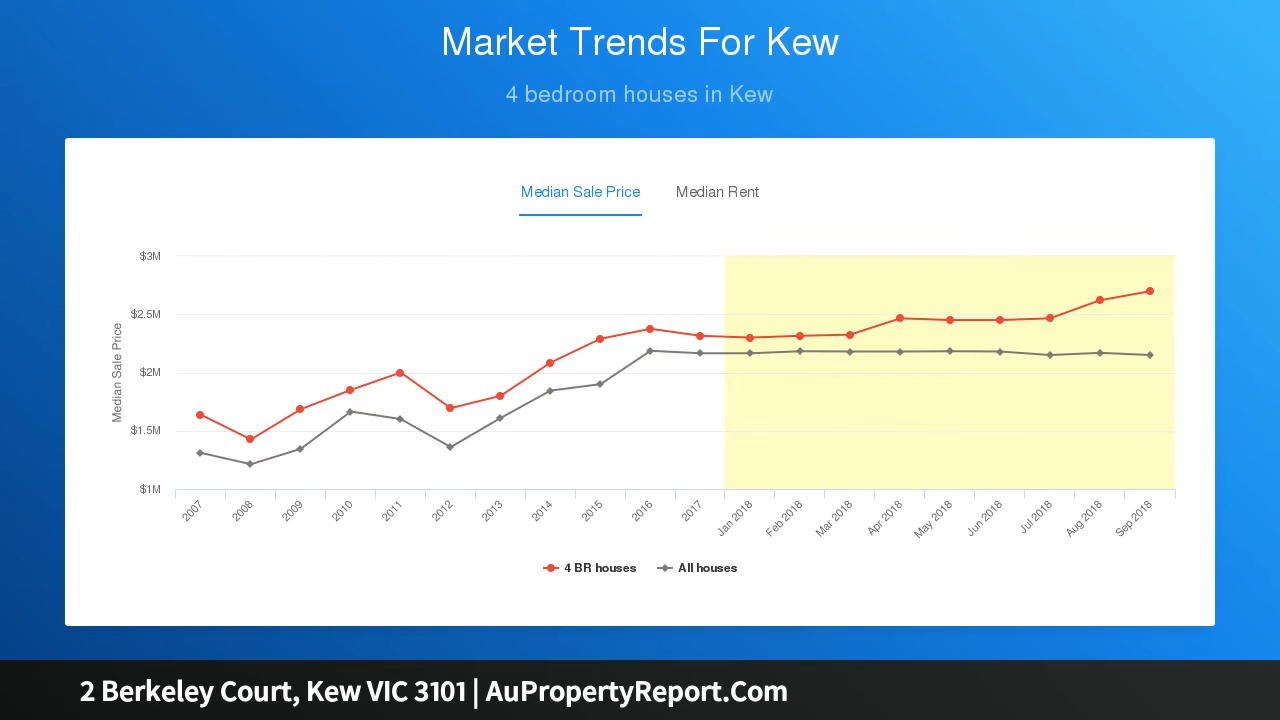 Market Trends For Kew
4 bedroom houses in Kew
Median Sale Price Median Rent
Median Sale Price
$3M
$2.5M
$2M
$1.5M
$1M
2007 2008 2009 2010 2011 2012 2013 2014 2015 2016 2017 Jan 2018 Feb 2018 Mar 2018 Apr 2018 May 2018 Jun 2018 Jul 2018 Aug 2018 Sep 2018
4 BR houses All houses
2 Berkeley Court, Kew VIC 3101 | AuPropertyReport.Com